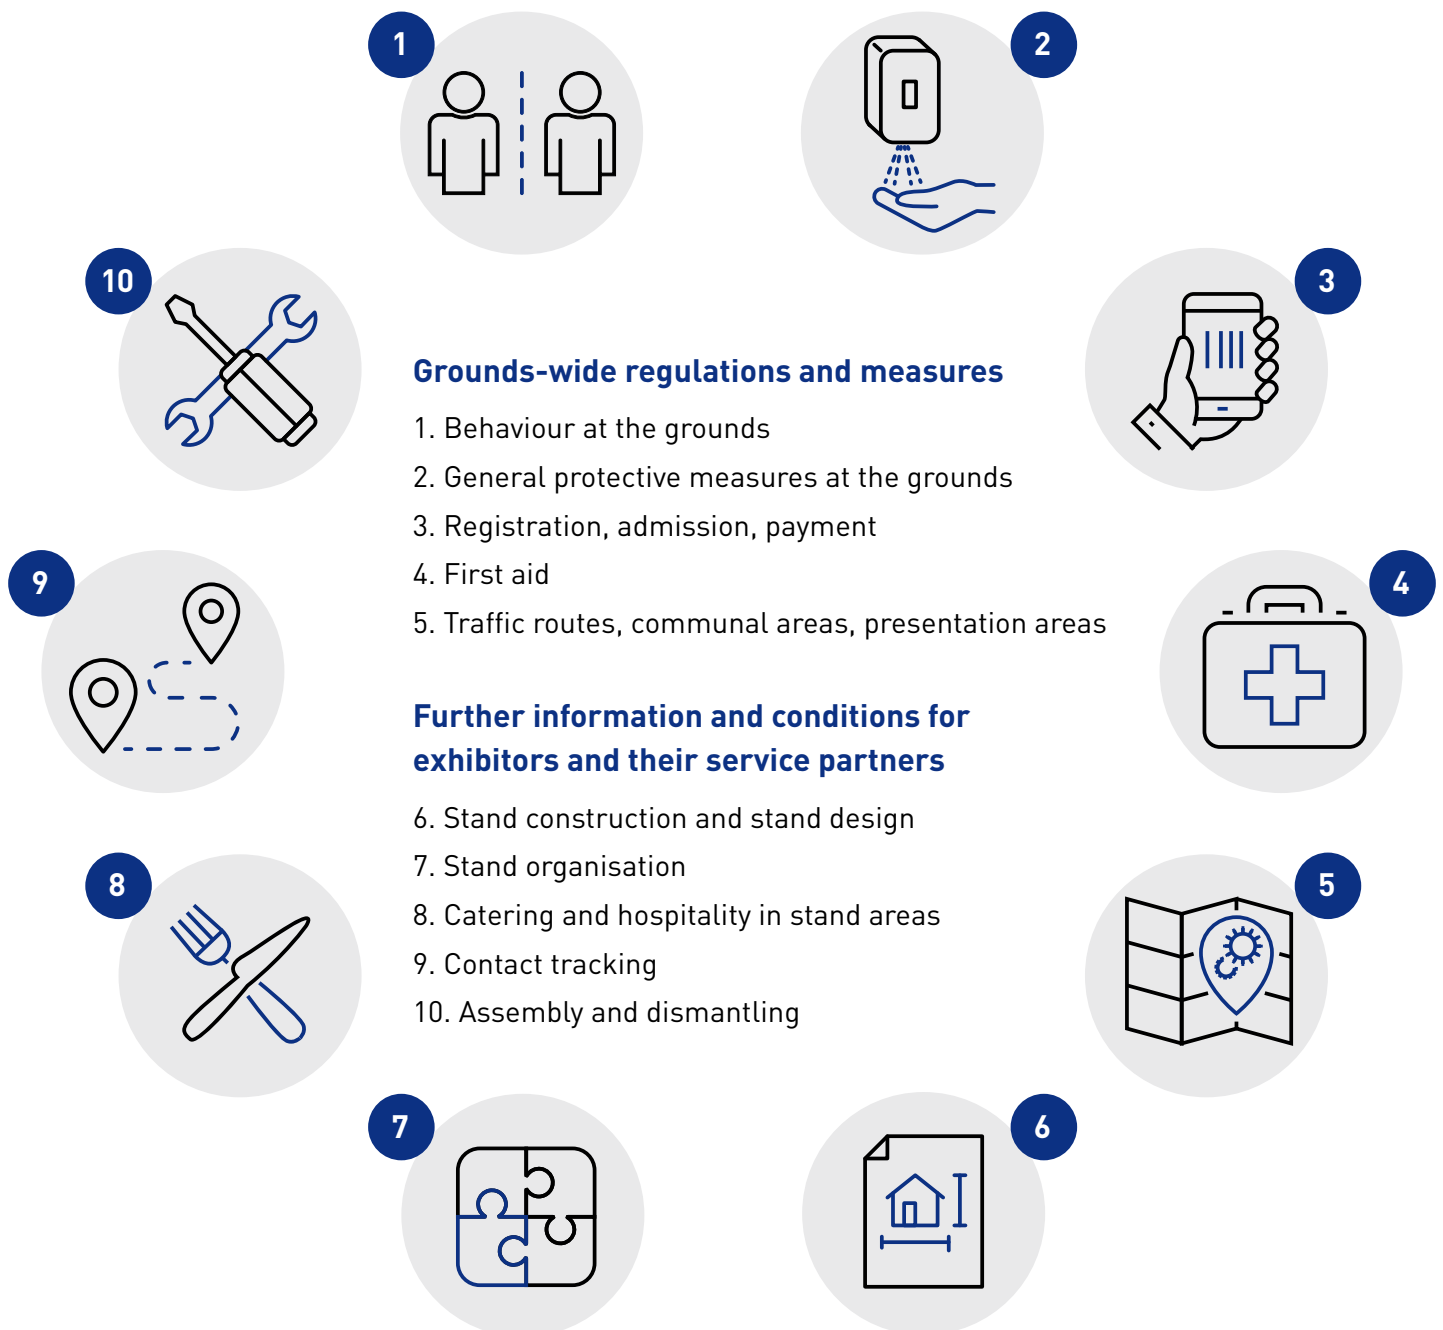 1
2
10
3
Grounds-wide regulations and measures
1. Behaviour at the grounds
2. General protective measures at the grounds
3. Registration, admission, payment
4. First aid
5. Traffic routes, communal areas, presentation areas
9
4
Further information and conditions for
exhibitors and their service partners
6. Stand construction and stand design
7. Stand organisation
8. Catering and hospitality in stand areas
9. Contact tracking
10. Assembly and dismantling
8
5
7
6